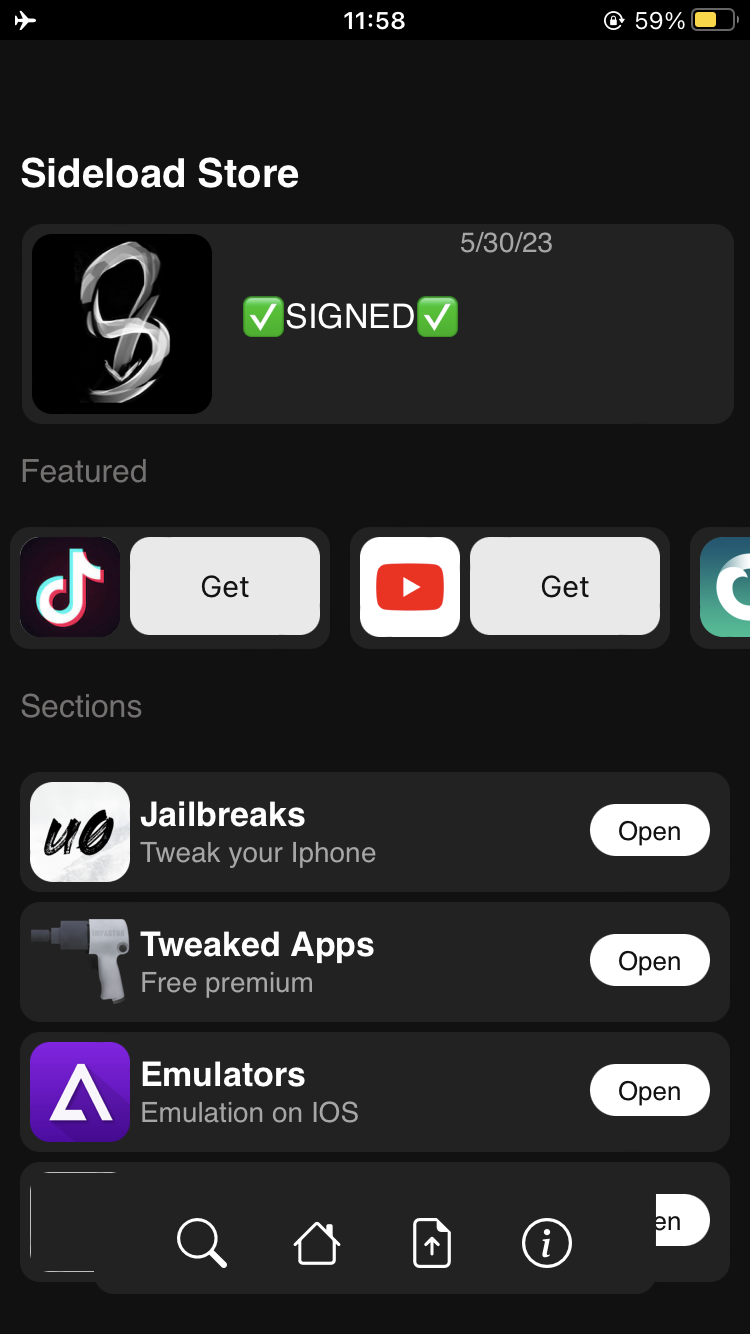 11:58
59%
Sideload Store
5/30/23
✅SIGNED✅
Featured
Get
Get
Sections
uo
Jailbreaks
Tweak your Iphone
Open
Tweaked Apps
Free premium
Open
Emulators
Emulation on IOS
Open
en
i